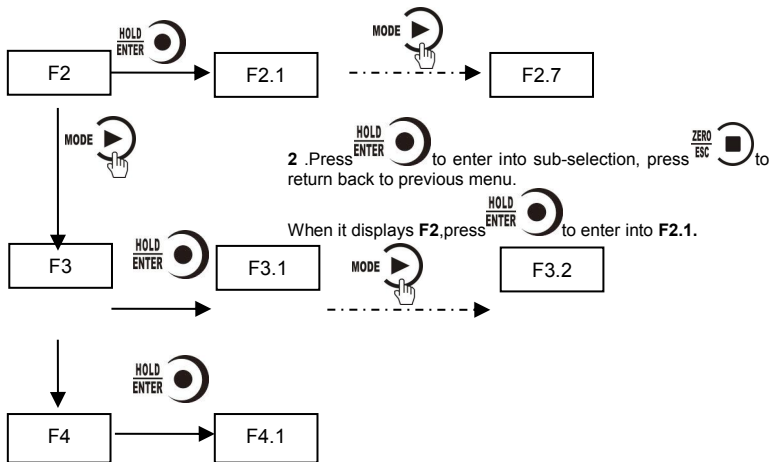 HOLD
ENTER
MODE
F2
F2.1
F2.7
MODE
2 .Press HOLD ENTER to enter into sub-selection, press ZERO ESC to
return back to previous menu.
When it displays F2,press HOLD ENTER to enter into F2.1.
F3
HOLD
ENTER
F3.1
MODE
F3.2
HOLD
ENTER
F4
F4.1